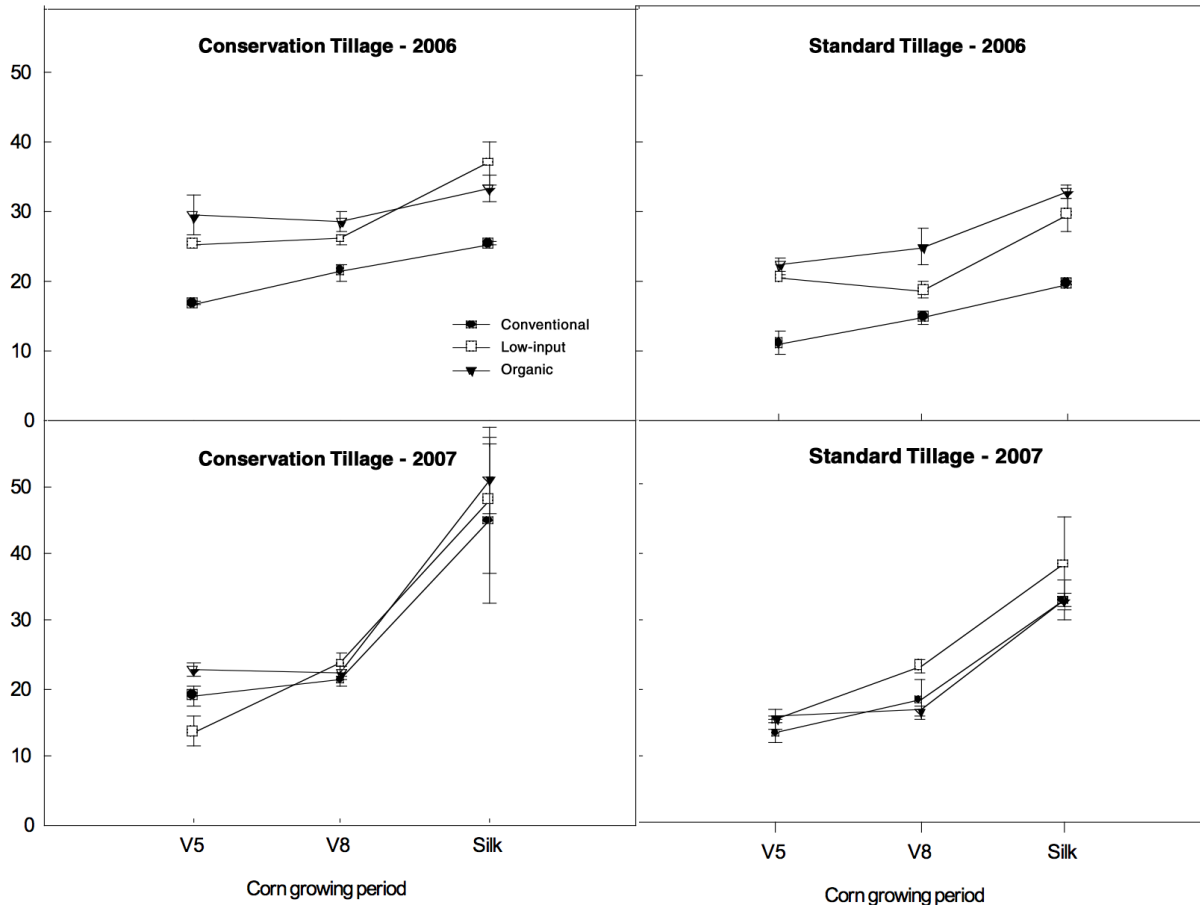 Conservation Tillage - 2006
Standard Tillage - 2006
50
40
30
20
10
0
Conventional
Low-input
Organic
Conservation Tillage - 2007
Standard Tillage - 2007
50
40
30
20
10
0
V5 V8 Silk
V5 V8 Silk
Corn growing period
Corn growing period